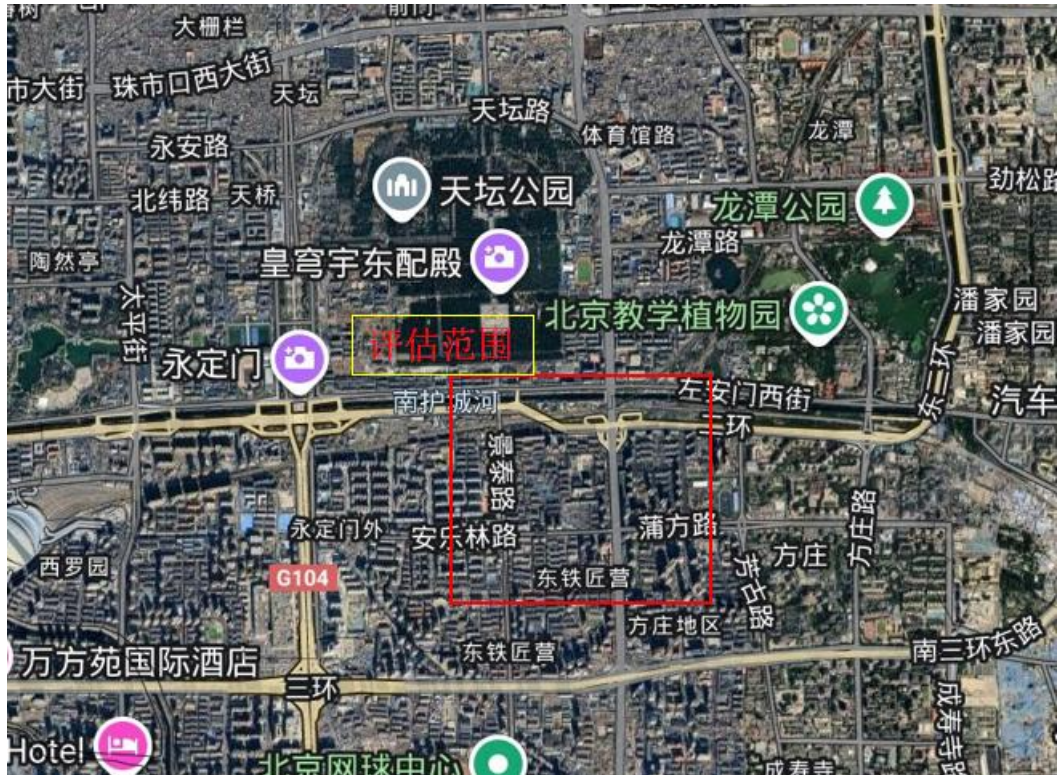 前门
大栅栏
市大街
珠市口西大街
天坛
天坛路
体育馆路
龙潭
永安路
北纬路
天桥
天坛公园
龙潭公园
劲松路
陶然亭
皇穹宇东配殿
龙潭路
太平街
北京教学植物园
潘家园
潘家园
评估范围
永定门
东二环
南护城河
左安门西街
汽车
二环
景泰路
永定门外
安乐林路
蒲方路
方庄路
方庄
西罗园
G104
东铁匠营
芳古路
方庄地区
东铁匠营
南三环东路
万方苑国际酒店
三环
成寿寺路
Hotel
北京网球中心
成寿寺